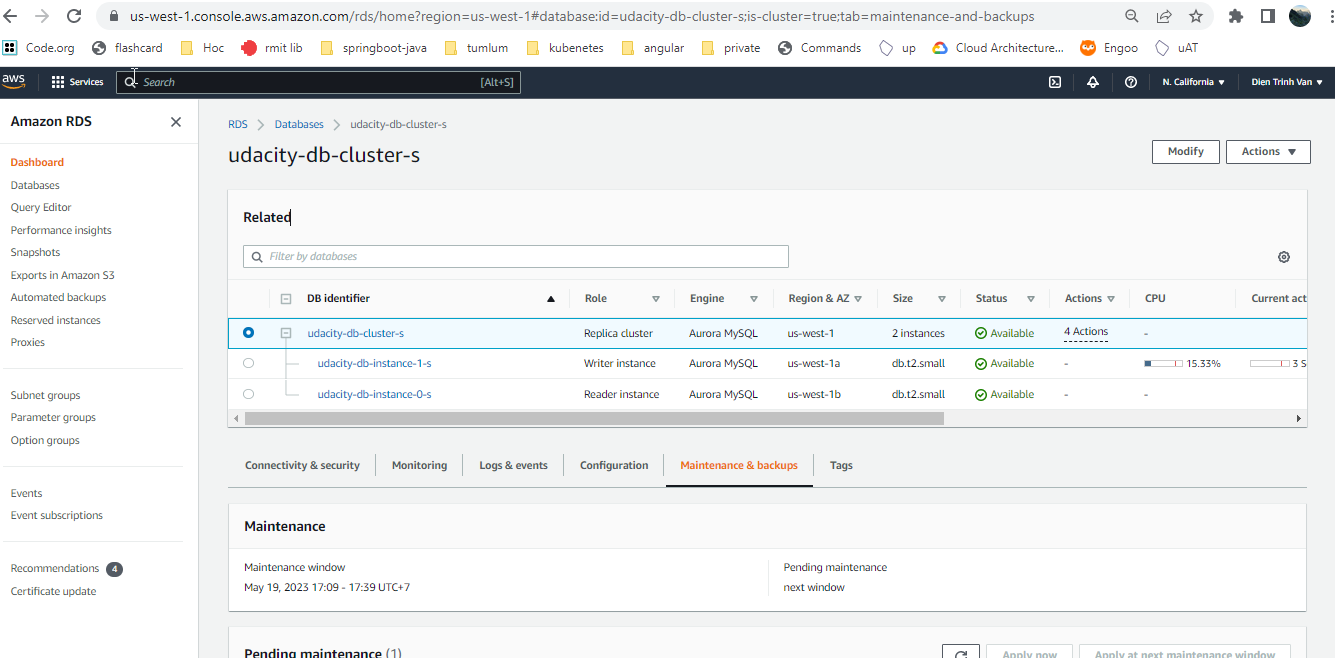 us-west-1.console.aws.amazon.com/rds/home?region=us-west-1#database:id=udacity-db-cluster-s;is-cluster=true;tab=maintenance-and-backups
Code.org flashcard Hoc rmit lib springboot-java tumlum kubenetes angular private Commands up Cloud Architecture... Engoo uAT
aws Services Search [Alt+S] N. California ▼ Dien Trinh Van ▼
Amazon RDS
Dashboard
Databases
Query Editor
Performance insights
Snapshots
Exports in Amazon S3
Automated backups
Reserved instances
Proxies
Subnet groups
Parameter groups
Option groups
Events
Event subscriptions
Recommendations 4
Certificate update
RDS > Databases > udacity-db-cluster-s
udacity-db-cluster-s
Modify Actions ▼
Related
Filter by databases
DB identifier Role Engine Region & AZ Size Status Actions CPU Current act
udacity-db-cluster-s Replica cluster Aurora MySQL us-west-1 2 instances Available 4 Actions -
udacity-db-instance-1-s Writer instance Aurora MySQL us-west-1a db.t2.small Available - 15.33% 3 S
udacity-db-instance-0-s Reader instance Aurora MySQL us-west-1b db.t2.small Available - -
Connectivity & security Monitoring Logs & events Configuration Maintenance & backups Tags
Maintenance
Maintenance window
May 19, 2023 17:09 - 17:39 UTC+7
Pending maintenance
next window
Pending maintenance (1)
Apply now Apply at next maintenance window